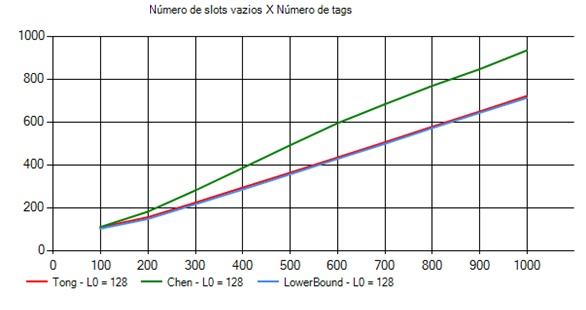 Número de slots vazios X Número de tags
1000
800
600
400
200
0
0 100 200 300 400 500 600 700 800 900 1000
Tong - L0 = 128 Chen - L0 = 128 LowerBound - L0 = 128